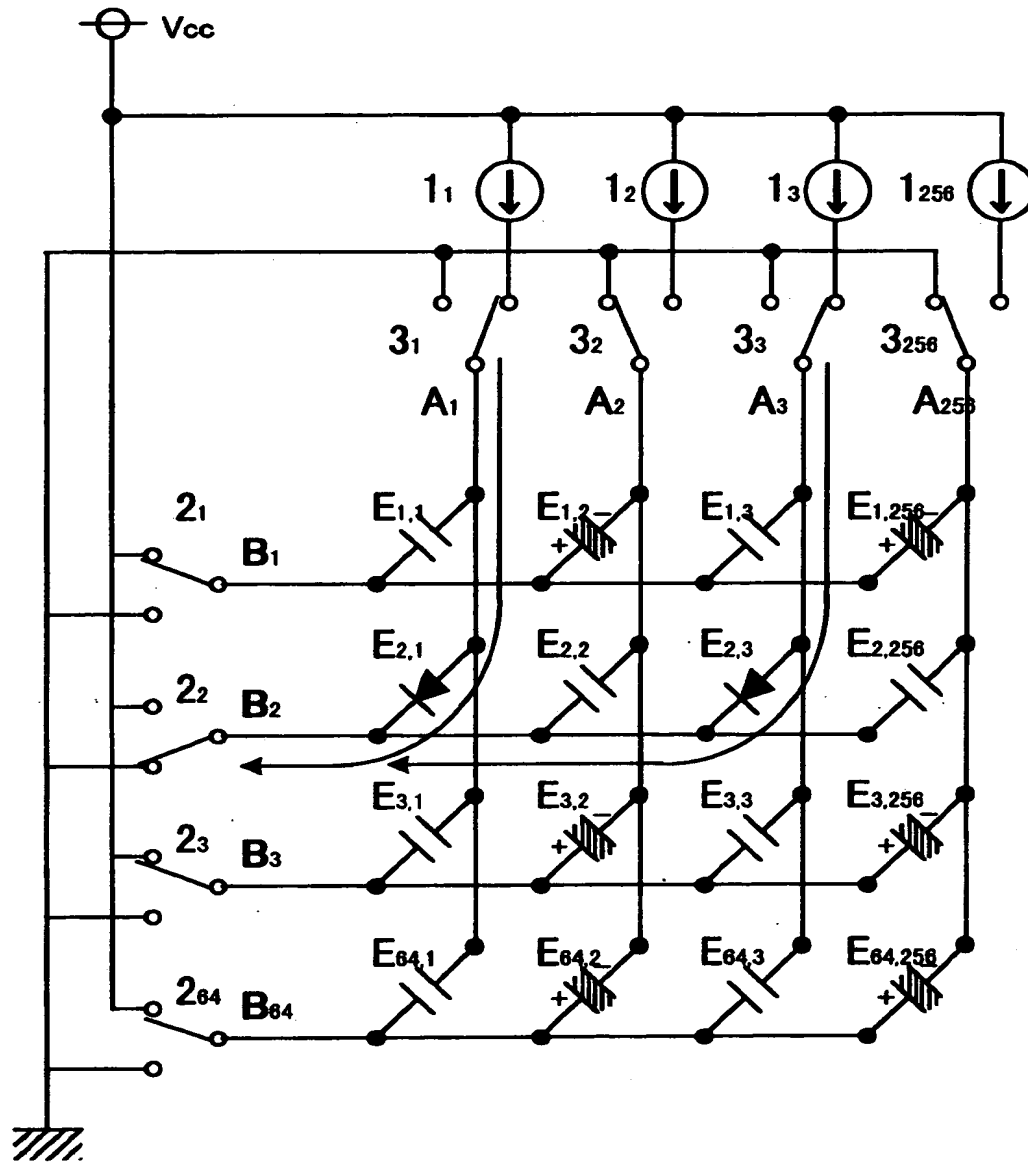 Vcc
1₁ 1₂ 1₃ 1₂₅₆
3₁ 3₂ 3₃ 3₂₅₆
A₁ A₂ A₃ A₂₅₆
2₁ B₁ E₁,₁ E₁,₂ E₁,₃ E₁,₂₅₆
+ − + −
2₂ B₂ E₂,₁ E₂,₂ E₂,₃ E₂,₂₅₆
2₃ B₃ E₃,₁ E₃,₂ E₃,₃ E₃,₂₅₆
+ − + −
2₆₄ B₆₄ E₆₄,₁ E₆₄,₂ E₆₄,₃ E₆₄,₂₅₆
+ − + −